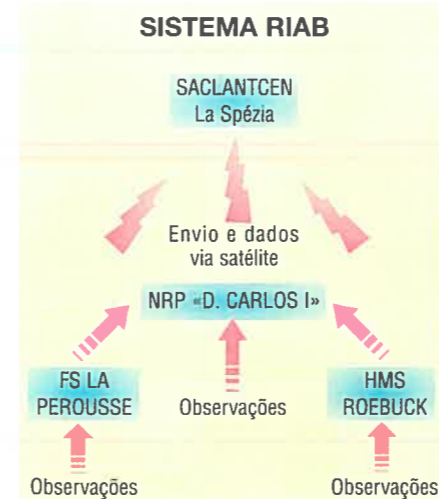 SISTEMA RIAB
SACLANTCEN
La Spézia
Envio e dados
via satélite
NRP «D. CARLOS I»
FS LA
PEROUSSE
Observações
HMS
ROEBUCK
Observações
Observações